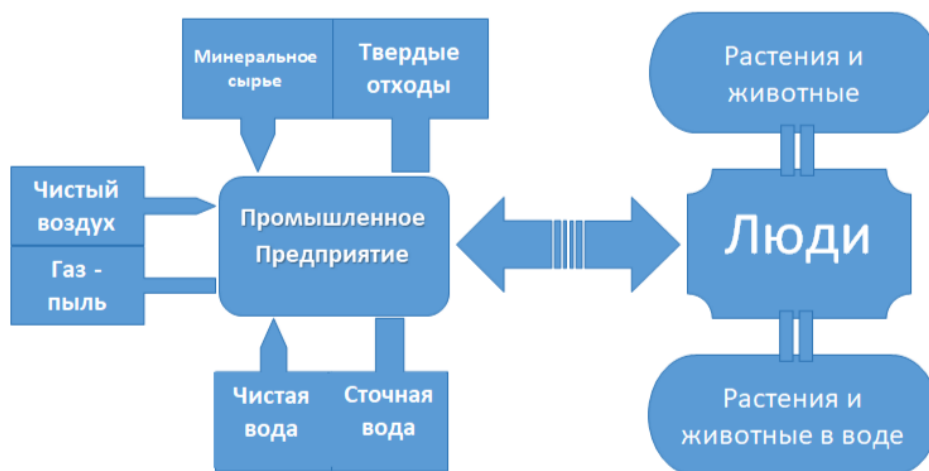 Минеральное
сырье
Твердые
отходы
Растения и
животные
Чистый
воздух
Газ -
пыль
Промышленное
Предприятие
Люди
Чистая
вода
Сточная
вода
Растения и
животные в воде